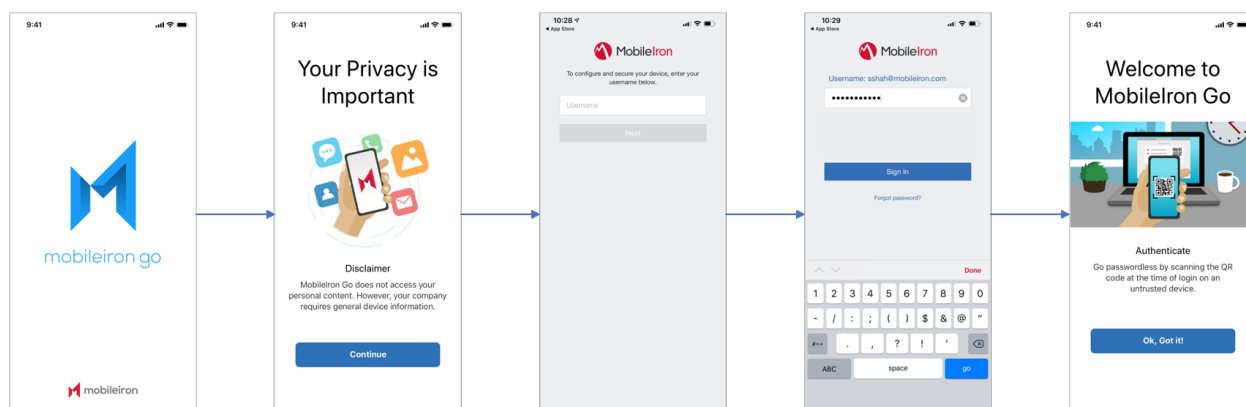 9:41
mobileiron go
mobileiron
9:41
Your Privacy is
Important
Disclaimer
MobileIron Go does not access your
personal content. However, your company
requires general device information.
Continue
10:28
App Store
MobileIron
To configure and secure your device, enter your
username below.
Username
Next
10:29
App Store
MobileIron
Username: sshah@mobileiron.com
•••••••••••
Sign In
Forgot password?
Done
1 2 3 4 5 6 7 8 9 0
- / : ; ( ) $ & @ "
#+= . , ? ! '
ABC space go
9:41
Welcome to
MobileIron Go
Authenticate
Go passwordless by scanning the QR
code at the time of login on an
untrusted device.
Ok, Got it!